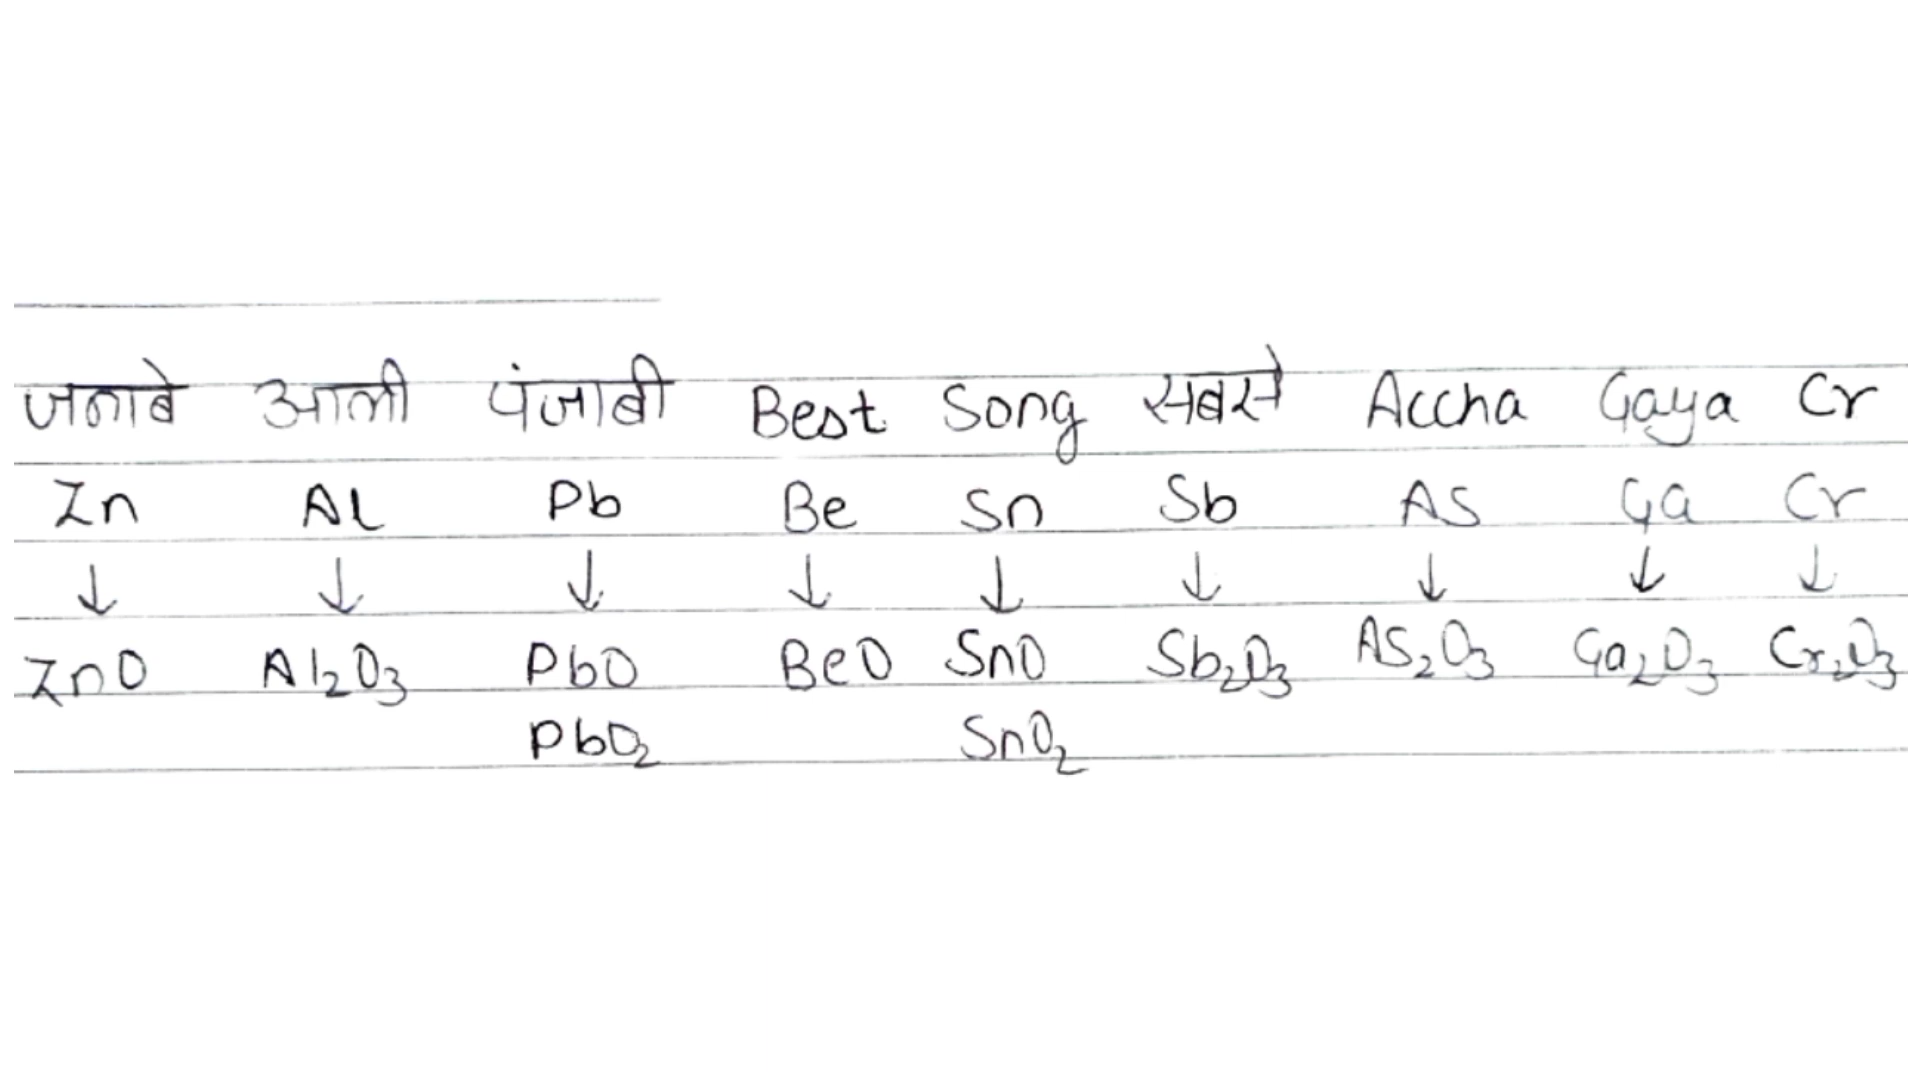 जनाबे आली पंजाबी Best Song सबसे Accha Gaya Cr
Zn Al Pb Be Sn Sb AS Ga Cr
↓ ↓ ↓ ↓ ↓ ↓ ↓ ↓ ↓
ZnO Al₂O₃ PbO BeO SnO Sb₂O₃ AS₂O₃ Ga₂O₃ Cr₂O₃
PbO₂ SnO₂